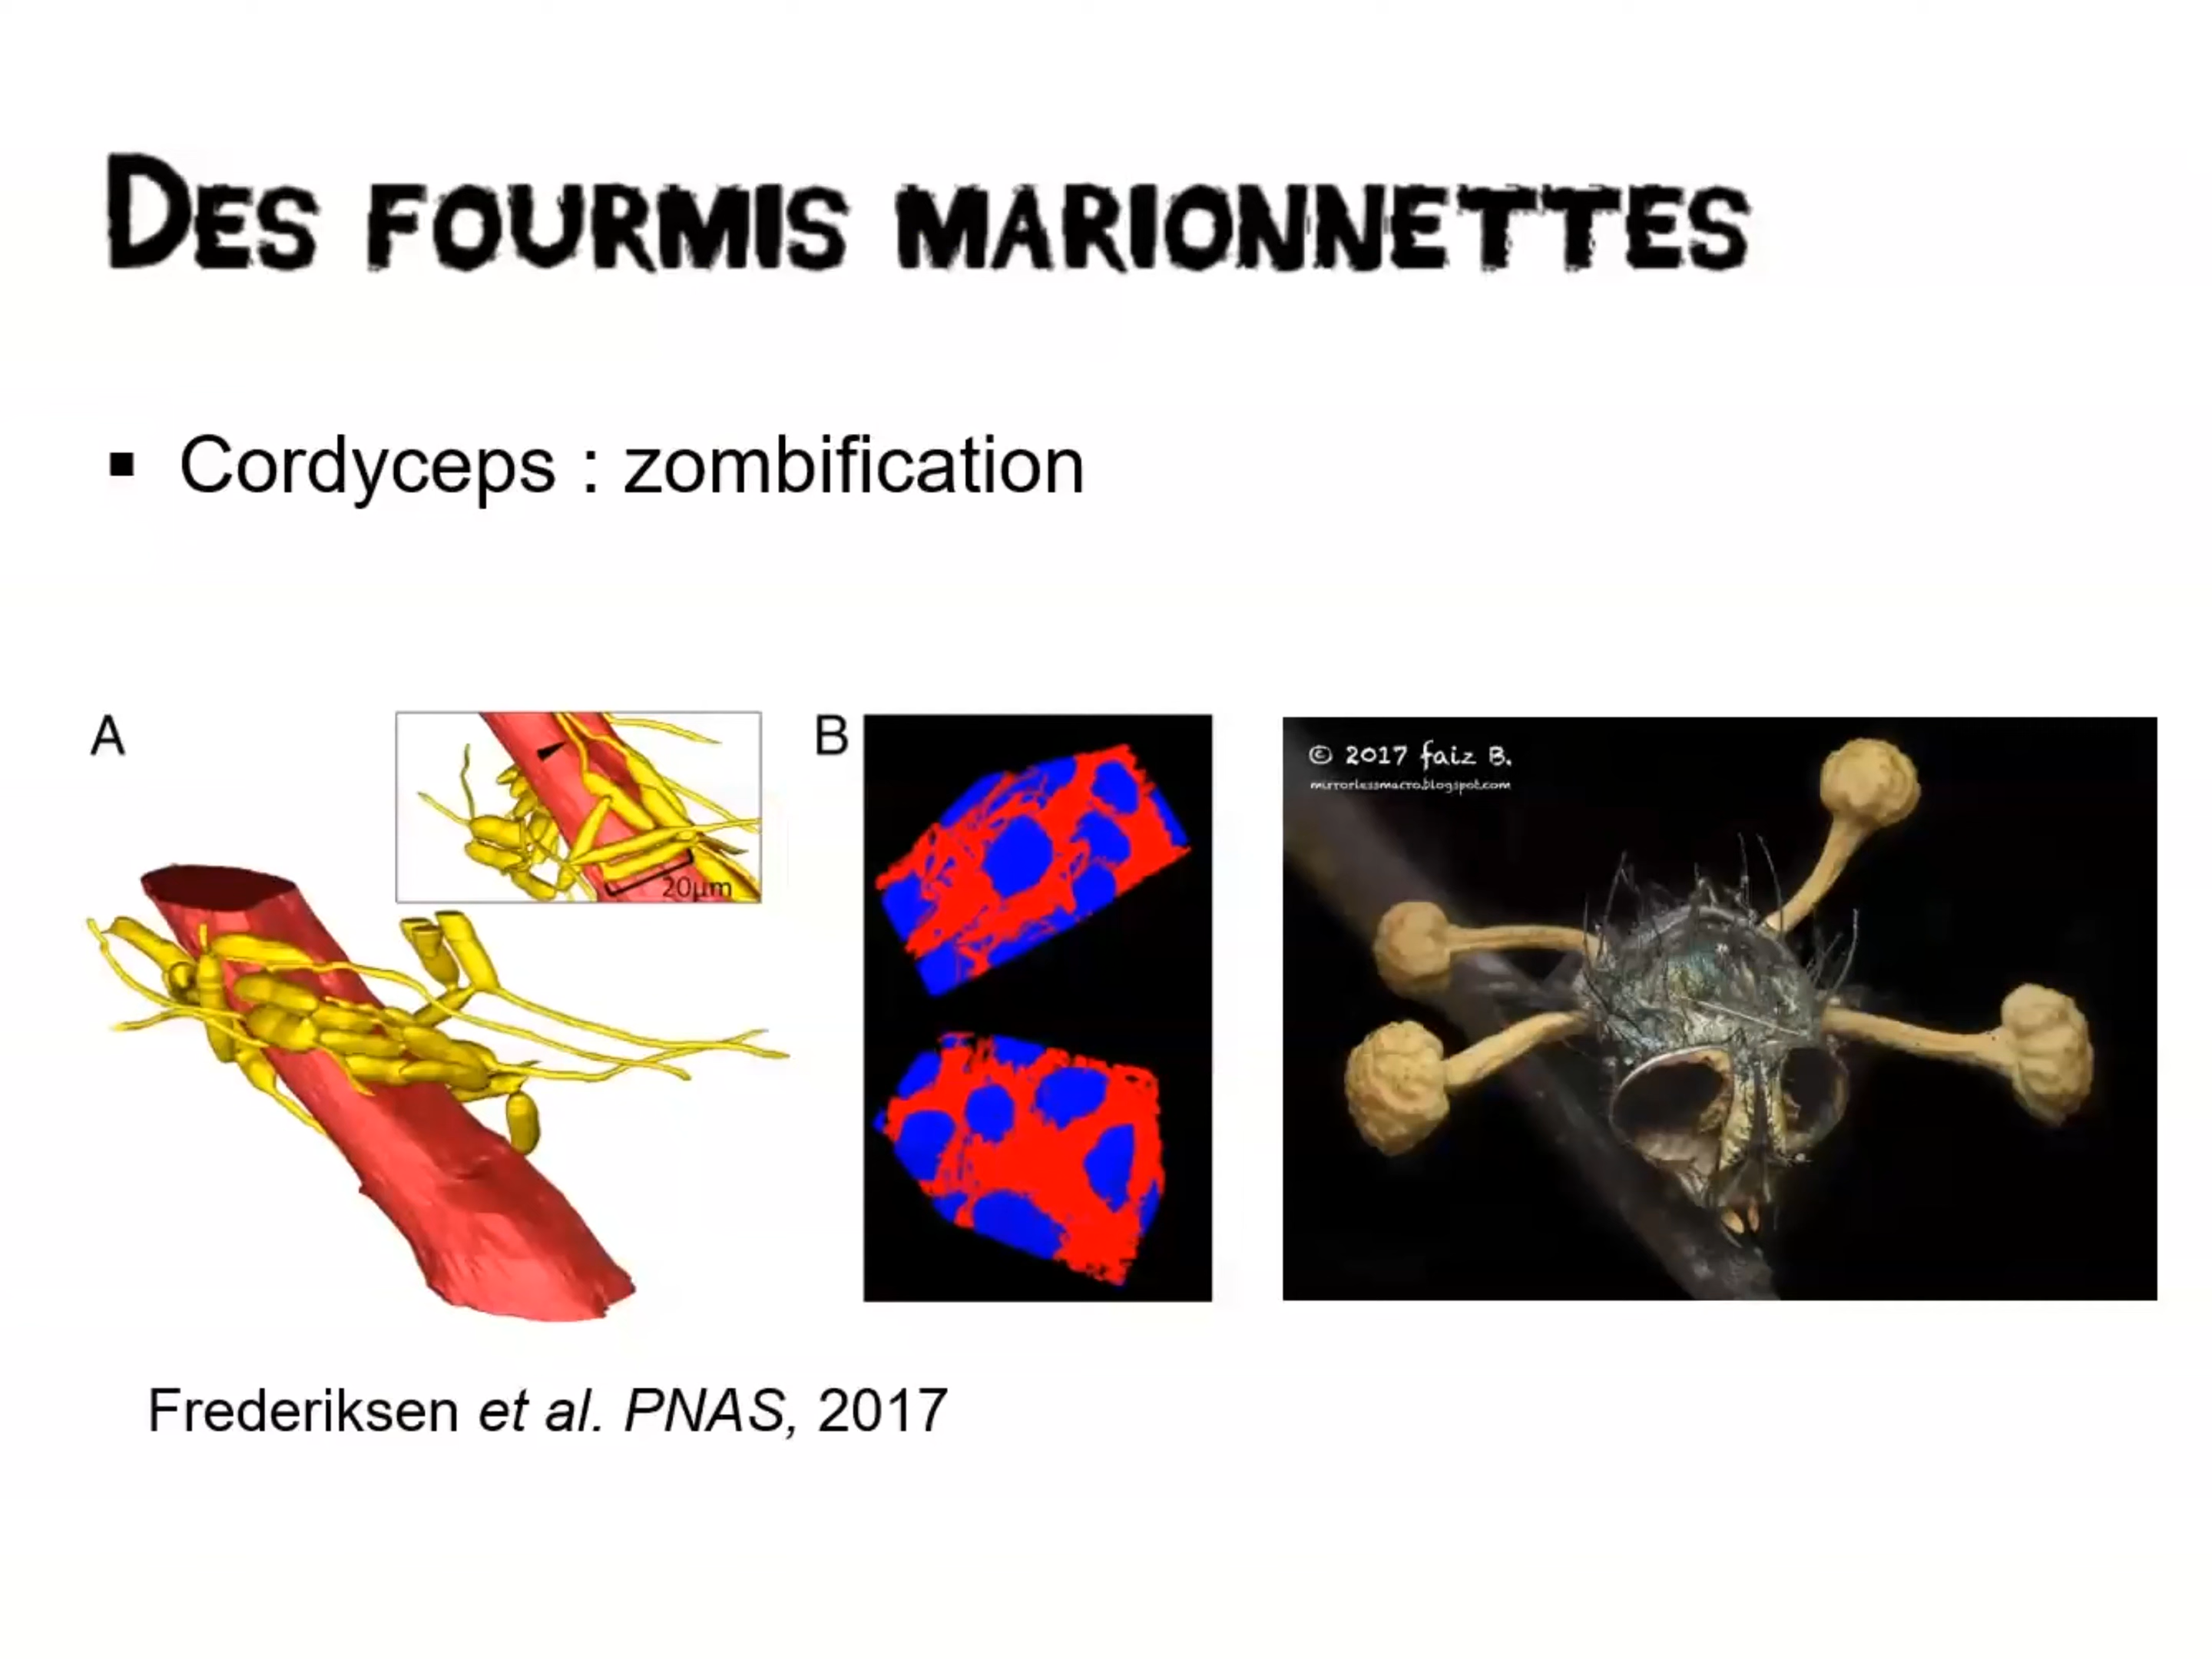 Des fourmis marionnettes
▪ Cordyceps : zombification
A
20µm
B
© 2017 faiz B.
mirrorlessmacro.blogspot.com
Frederiksen et al. PNAS, 2017